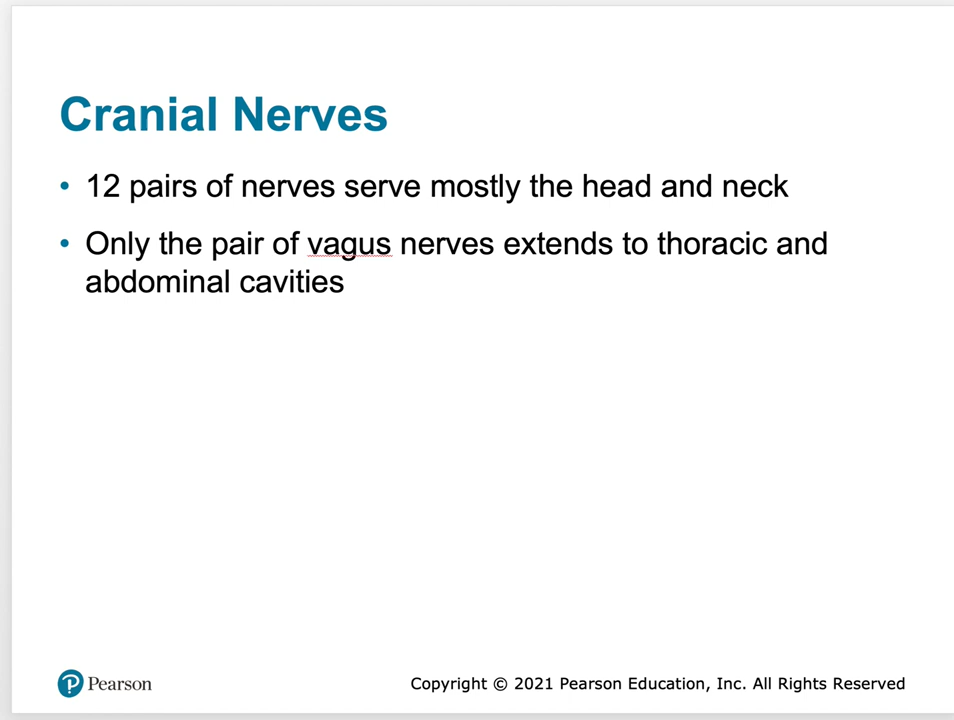 Cranial Nerves
• 12 pairs of nerves serve mostly the head and neck
• Only the pair of vagus nerves extends to thoracic and
abdominal cavities
Pearson
Copyright © 2021 Pearson Education, Inc. All Rights Reserved